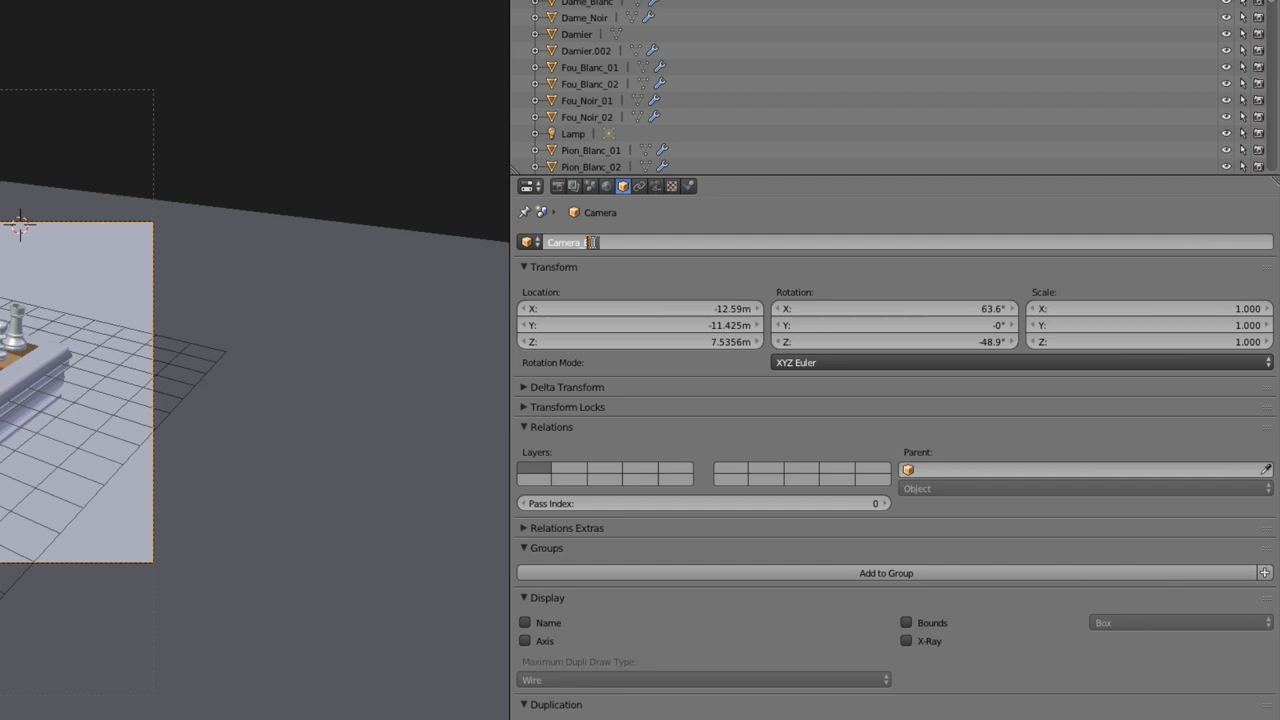 Dame_Blanc
Dame_Noir
Damier
Damier.002
Fou_Blanc_01
Fou_Blanc_02
Fou_Noir_01
Fou_Noir_02
Lamp
Pion_Blanc_01
Pion_Blanc_02
Camera
Camera
Transform
Location: Rotation: Scale:
X: -12.59m X: 63.6° X: 1.000
Y: -11.425m Y: -0° Y: 1.000
Z: 7.5356m Z: -48.9° Z: 1.000
Rotation Mode: XYZ Euler
Delta Transform
Transform Locks
Relations
Layers: Parent:
Object
Pass Index: 0
Relations Extras
Groups
Add to Group
Display
Name Bounds Box
Axis X-Ray
Maximum Dupli Draw Type:
Wire
Duplication